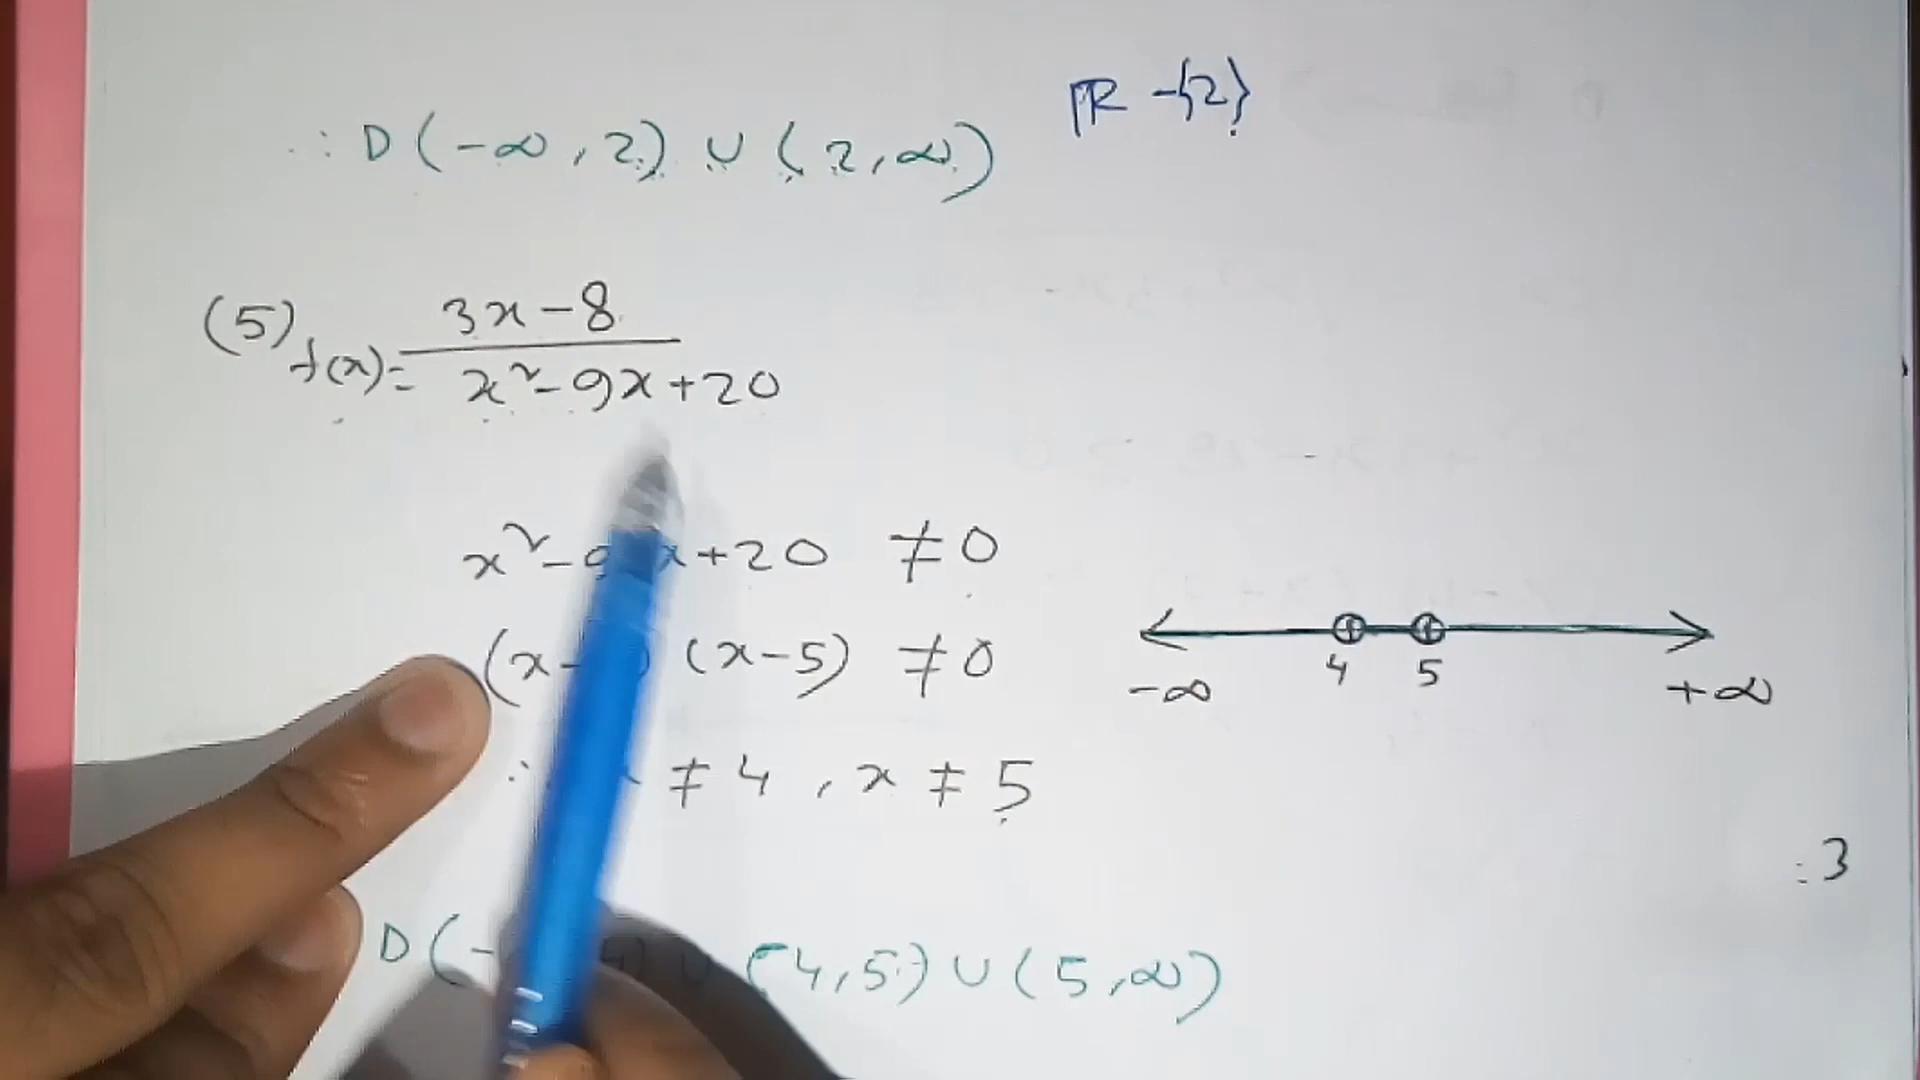 ℝ - {2}
∴ D (-∞, 2) ∪ (2, ∞)
(5) f(x) = (3x - 8) / (x² - 9x + 20)
x² - 9x + 20 ≠ 0
(x - ) (x - 5) ≠ 0
-∞ 4 5 +∞
∴ ≠ 4, x ≠ 5
: 3
D (- ) ∪ (4, 5) ∪ (5, ∞)